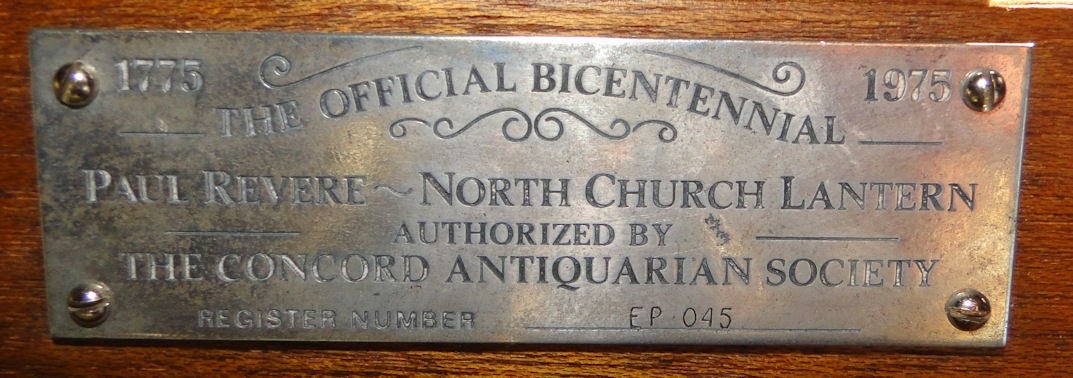 1775 1975
THE OFFICIAL BICENTENNIAL
PAUL REVERE ~ NORTH CHURCH LANTERN
AUTHORIZED BY
THE CONCORD ANTIQUARIAN SOCIETY
REGISTER NUMBER EP 045